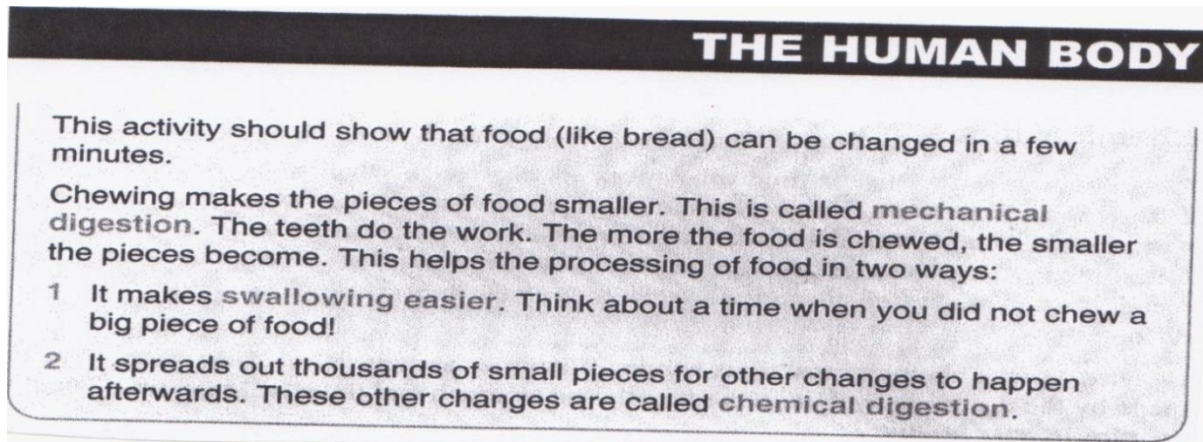 THE HUMAN BODY
This activity should show that food (like bread) can be changed in a few
minutes.
Chewing makes the pieces of food smaller. This is called mechanical
digestion. The teeth do the work. The more the food is chewed, the smaller
the pieces become. This helps the processing of food in two ways:
1 It makes swallowing easier. Think about a time when you did not chew a
big piece of food!
2 It spreads out thousands of small pieces for other changes to happen
afterwards. These other changes are called chemical digestion.